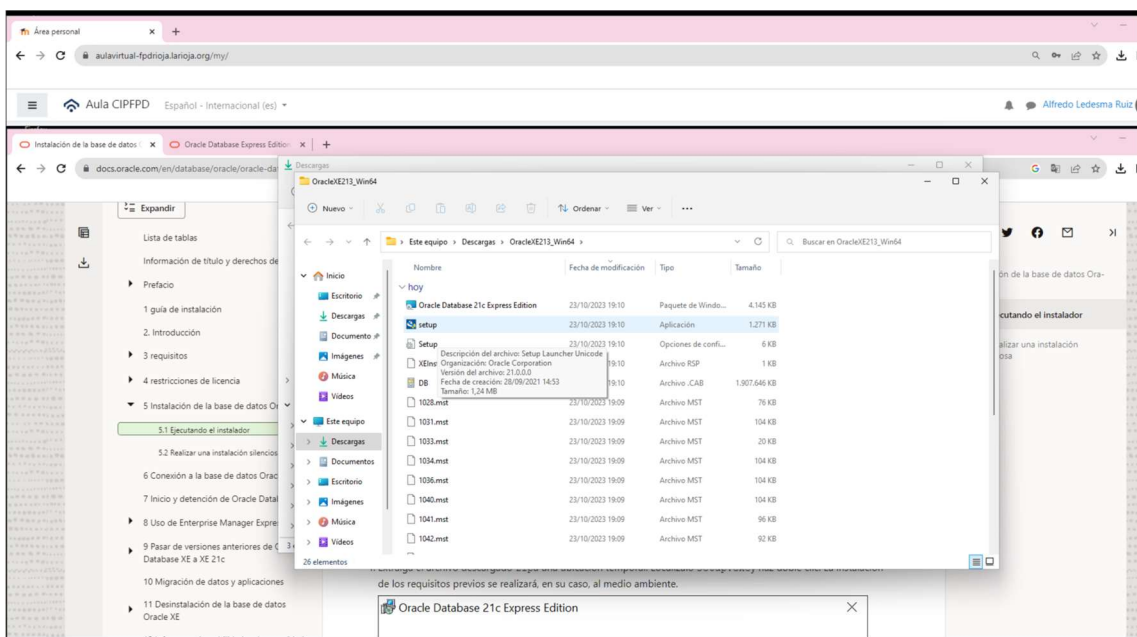 Área personal
aulavirtual-fpdrioja.larioja.org/my/
Aula CIPFPD Español - Internacional (es)
Alfredo Ledesma Ruiz
Instalación de la base de datos
Oracle Database Express Edition
docs.oracle.com/en/database/oracle/oracle-da
Expandir
Lista de tablas
Información de título y derechos de
Prefacio
1 guía de instalación
2. Introducción
3 requisitos
4 restricciones de licencia
5 Instalación de la base de datos Or
5.1 Ejecutando el instalador
5.2 Realizar una instalación silencios
6 Conexión a la base de datos Orac
7 Inicio y detención de Oracle Datal
8 Uso de Enterprise Manager Expre
9 Pasar de versiones anteriores de
Database XE a XE 21c
10 Migración de datos y aplicaciones
11 Desinstalación de la base de datos
Oracle XE
Descargas
OracleXE213_Win64
Nuevo
Ordenar
Ver
Este equipo > Descargas > OracleXE213_Win64 >
Buscar en OracleXE213_Win64
Inicio
Escritorio
Descargas
Documento
Imágenes
Música
Vídeos
Este equipo
Descargas
Documentos
Escritorio
Imágenes
Música
Vídeos
Nombre Fecha de modificación Tipo Tamaño
hoy
Oracle Database 21c Express Edition 23/10/2023 19:10 Paquete de Windo... 4.145 KB
setup 23/10/2023 19:10 Aplicación 1.271 KB
Setup 23/10/2023 19:10 Opciones de confi... 6 KB
XEInst 19:10 Archivo RSP 1 KB
DB 19:10 Archivo .CAB 1.907.646 KB
Descripción del archivo: Setup Launcher Unicode
Organización: Oracle Corporation
Versión del archivo: 21.0.0.0
Fecha de creación: 28/09/2021 14:53
Tamaño: 1,24 MB
1028.mst 23/10/2023 19:09 Archivo MST 76 KB
1031.mst 23/10/2023 19:09 Archivo MST 104 KB
1033.mst 23/10/2023 19:09 Archivo MST 20 KB
1034.mst 23/10/2023 19:09 Archivo MST 104 KB
1036.mst 23/10/2023 19:09 Archivo MST 104 KB
1040.mst 23/10/2023 19:09 Archivo MST 104 KB
1041.mst 23/10/2023 19:09 Archivo MST 96 KB
1042.mst 23/10/2023 19:09 Archivo MST 92 KB
26 elementos
ón de la base de datos Ora-
cutando el instalador
alizar una instalación
osa
de los requisitos previos se realizará, en su caso, al medio ambiente.
Oracle Database 21c Express Edition